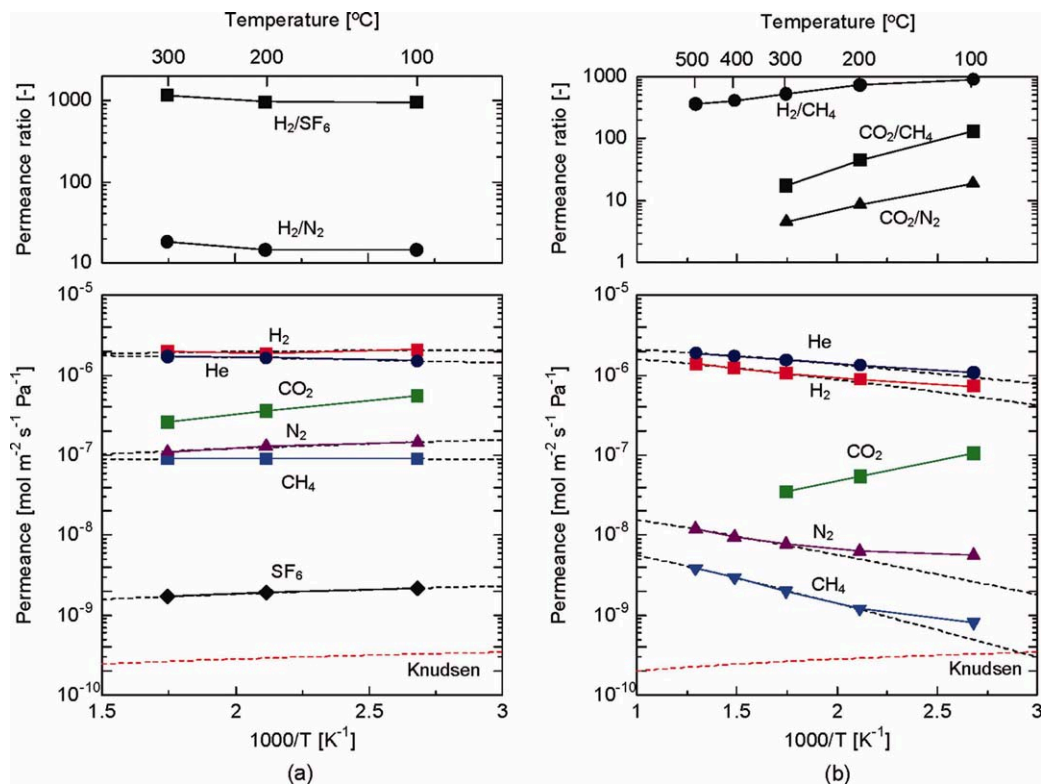 Temperature [°C]
300 200 100
Permeance ratio [-]
1000
100
10
H₂/SF₆
H₂/N₂
Permeance [mol m⁻² s⁻¹ Pa⁻¹]
10⁻⁵
10⁻⁶
10⁻⁷
10⁻⁸
10⁻⁹
10⁻¹⁰
H₂
He
CO₂
N₂
CH₄
SF₆
Knudsen
1.5 2 2.5 3
1000/T [K⁻¹]
(a)
Temperature [°C]
500 400 300 200 100
Permeance ratio [-]
1000
100
10
1
H₂/CH₄
CO₂/CH₄
CO₂/N₂
Permeance [mol m⁻² s⁻¹ Pa⁻¹]
10⁻⁵
10⁻⁶
10⁻⁷
10⁻⁸
10⁻⁹
10⁻¹⁰
He
H₂
CO₂
N₂
CH₄
Knudsen
1 1.5 2 2.5 3
1000/T [K⁻¹]
(b)